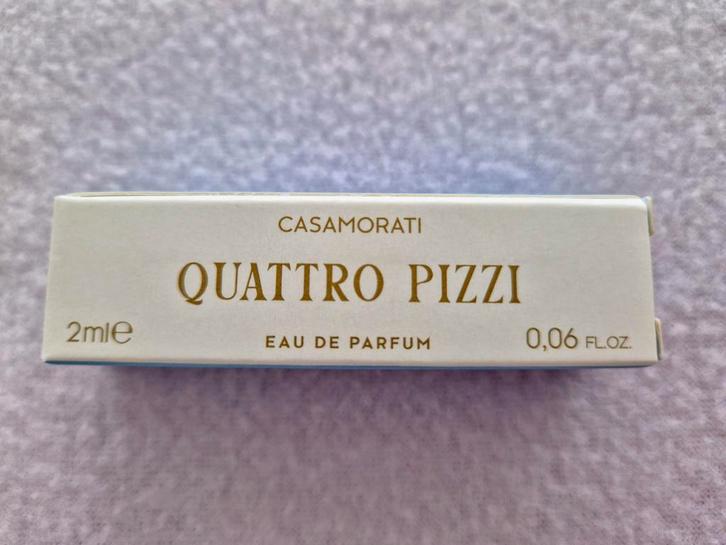 CASAMORATI
QUATTRO PIZZI
2ml℮ EAU DE PARFUM 0,06 FL.OZ.